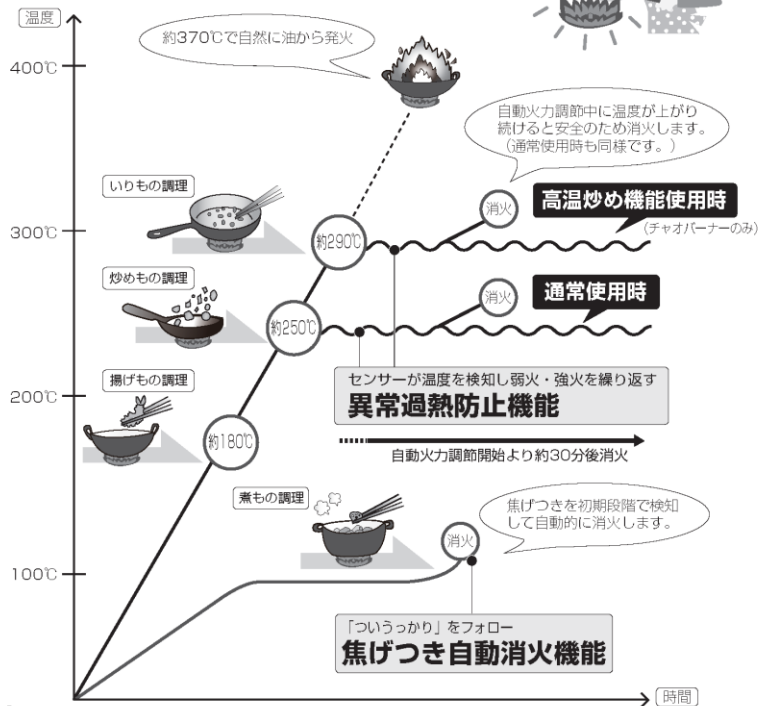 温度
約370℃で自然に油から発火
400℃
自動火力調節中に温度が上がり
続けると安全のため消火します。
(通常使用時も同様です。)
いりもの調理
消火
高温炒め機能使用時
(チャオバーナーのみ)
300℃
約290℃
炒めもの調理
消火
通常使用時
約250℃
センサーが温度を検知し弱火・強火を繰り返す
異常過熱防止機能
揚げもの調理
200℃
約180℃
自動火力調節開始より約30分後消火
煮もの調理
焦げつきを初期段階で検知
して自動的に消火します。
消火
100℃
「ついうっかり」をフォロー
焦げつき自動消火機能
時間